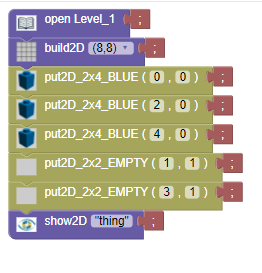 open Level_1 ;
build2D (8,8) ;
put2D_2x4_BLUE ( 0 , 0 ) ;
put2D_2x4_BLUE ( 2 , 0 ) ;
put2D_2x4_BLUE ( 4 , 0 ) ;
put2D_2x2_EMPTY ( 1 , 1 ) ;
put2D_2x2_EMPTY ( 3 , 1 ) ;
show2D "thing" ;